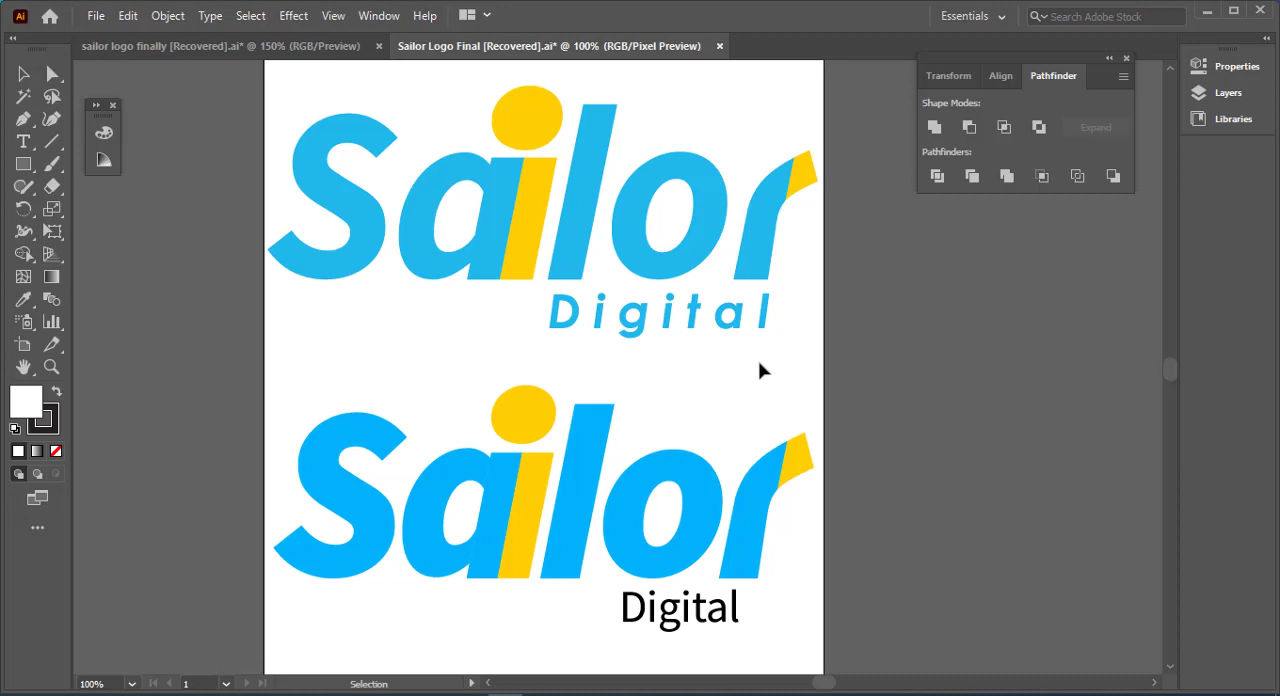 Ai File Edit Object Type Select Effect View Window Help Essentials Search Adobe Stock
sailor logo finally [Recovered].ai* @ 150% (RGB/Preview) × Sailor Logo Final [Recovered].ai* @ 100% (RGB/Pixel Preview) ×
Transform Align Pathfinder
Shape Modes:
Expand
Pathfinders:
Properties
Layers
Libraries
Sailor
Digital
Sailor
Digital
100% 1 Selection